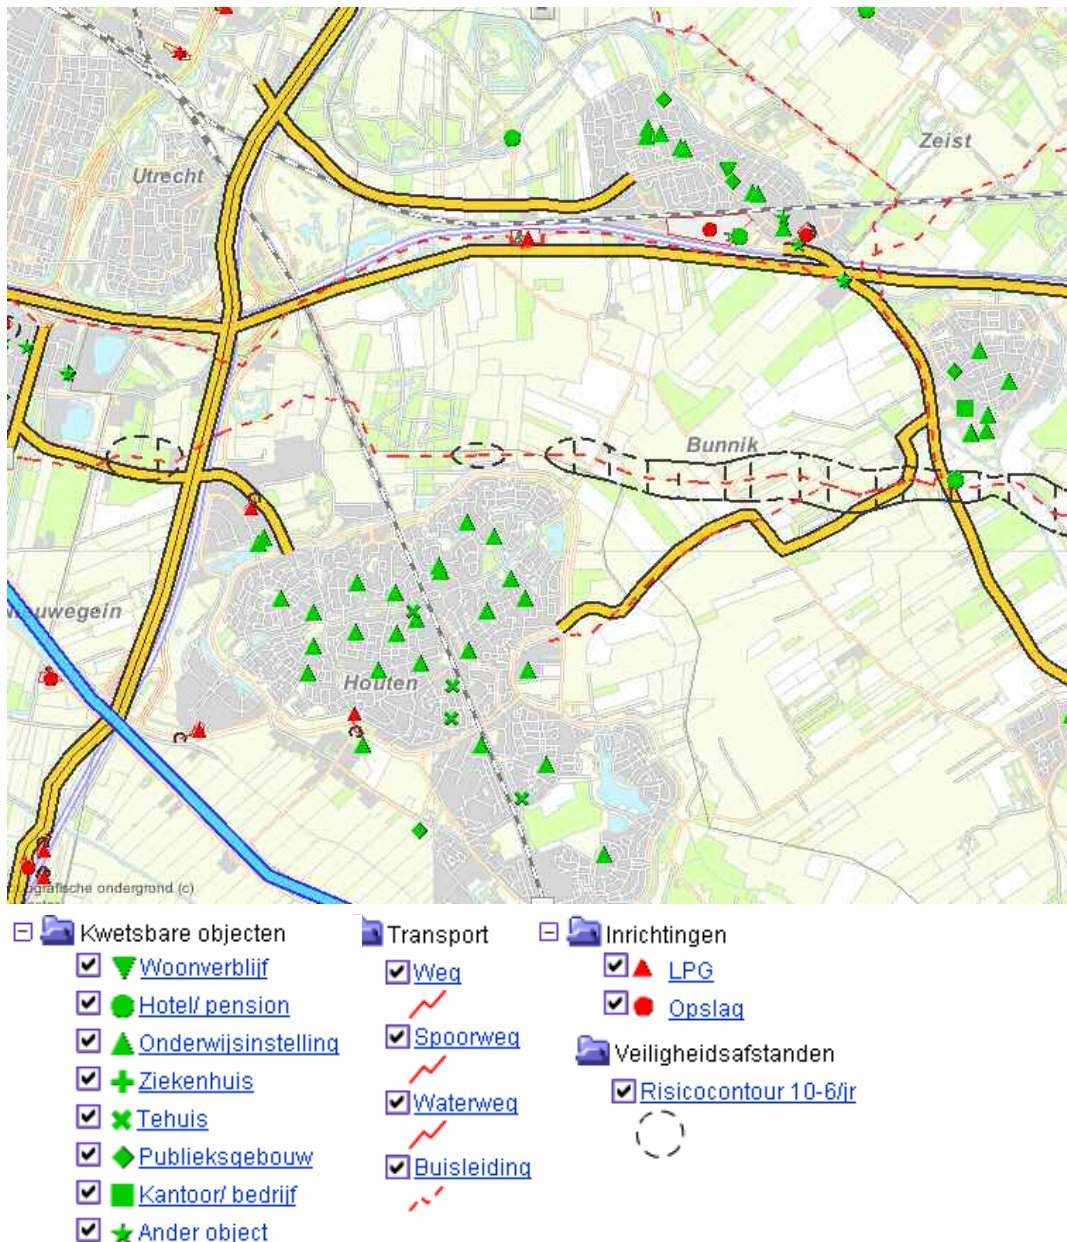 Zeist
Utrecht
Bunnik
Nieuwegein
Houten
ografische ondergrond (c)
Kwetsbare objecten
Woonverblijf
Hotel/ pension
Onderwijsinstelling
Ziekenhuis
Tehuis
Publieksgebouw
Kantoor/ bedrijf
Ander object
Transport
Weg
Spoorweg
Waterweg
Buisleiding
Inrichtingen
LPG
Opslag
Veiligheidsafstanden
Risicocontour 10-6/jr